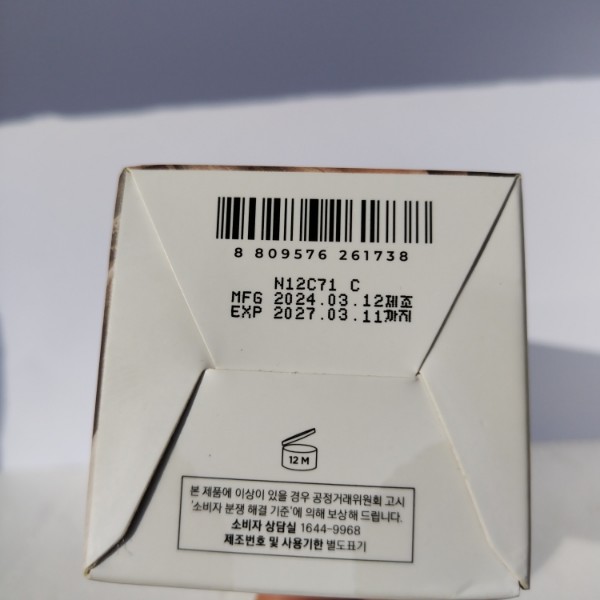 8 809576 261738
N12C71 C
MFG 2024.03.12제조
EXP 2027.03.11까지
12 M
본 제품에 이상이 있을 경우 공정거래위원회 고시
'소비자 분쟁 해결 기준'에 의해 보상해 드립니다.
소비자 상담실 1644-9968
제조번호 및 사용기한 별도표기